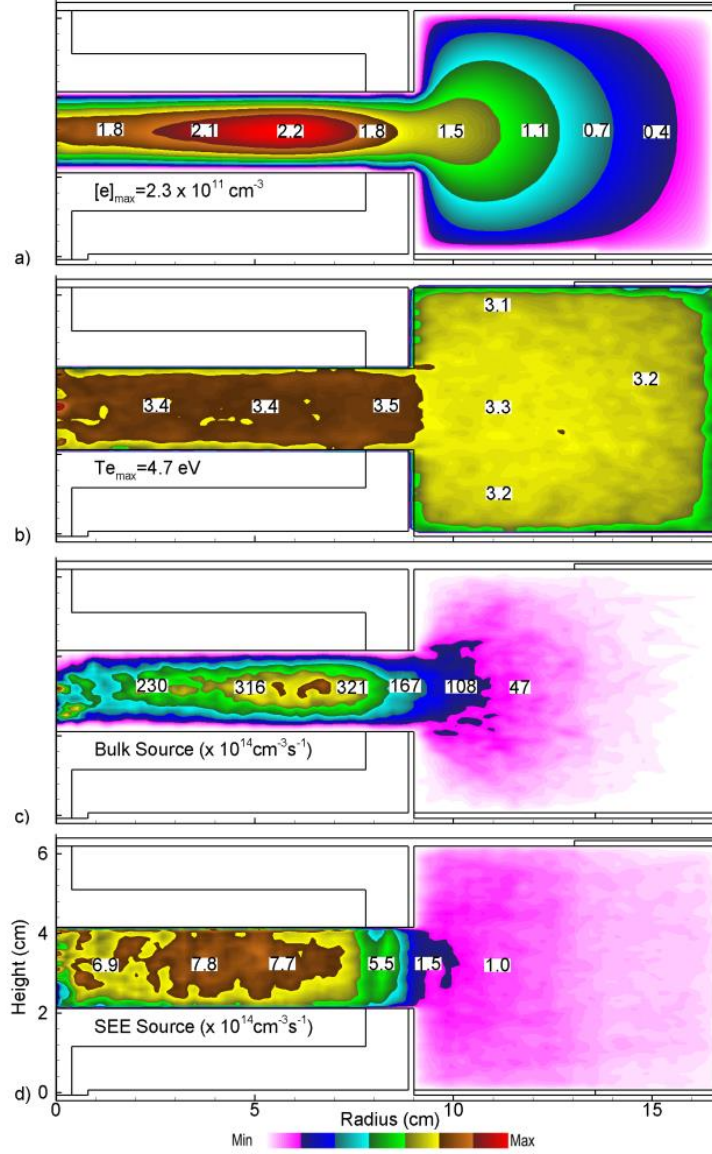 1.8 2.1 2.2 1.8 1.5 1.1 0.7 0.4
[e]max=2.3 x 10^11 cm^-3
a)
3.1
3.4 3.4 3.5 3.3 3.2
Temax=4.7 eV
3.2
b)
230 316 321 167 108 47
Bulk Source (x 10^14cm^-3s^-1)
c)
6
4
6.9 7.8 7.7 5.5 1.5 1.0
Height (cm)
2
SEE Source (x 10^14cm^-3s^-1)
d) 0
0 5 10 15
Radius (cm)
Min Max